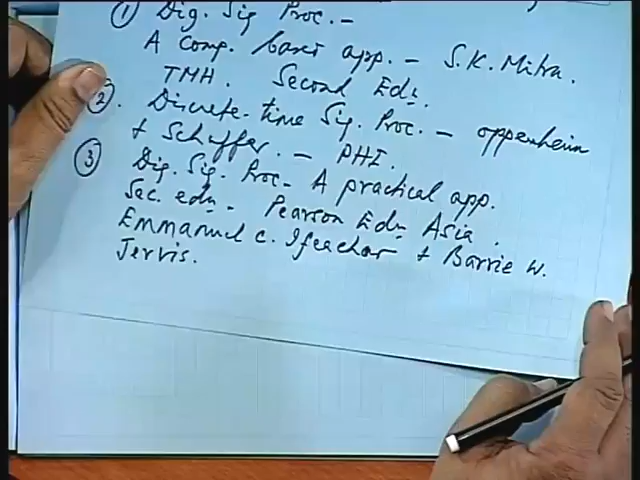 ① Dig. Sig Proc. -
A comp. based app. - S.K. Mitra.
TMH. Second Edn.
②. Discrete-time Sig. Proc. - oppenheim
+ Schiffer. - PHI.
③ Dig. Sig. Proc - A practical app.
Sec. edn - Pearson Edn Asia.
Emmanuel C. Ifeachor + Barrie W.
Jervis.